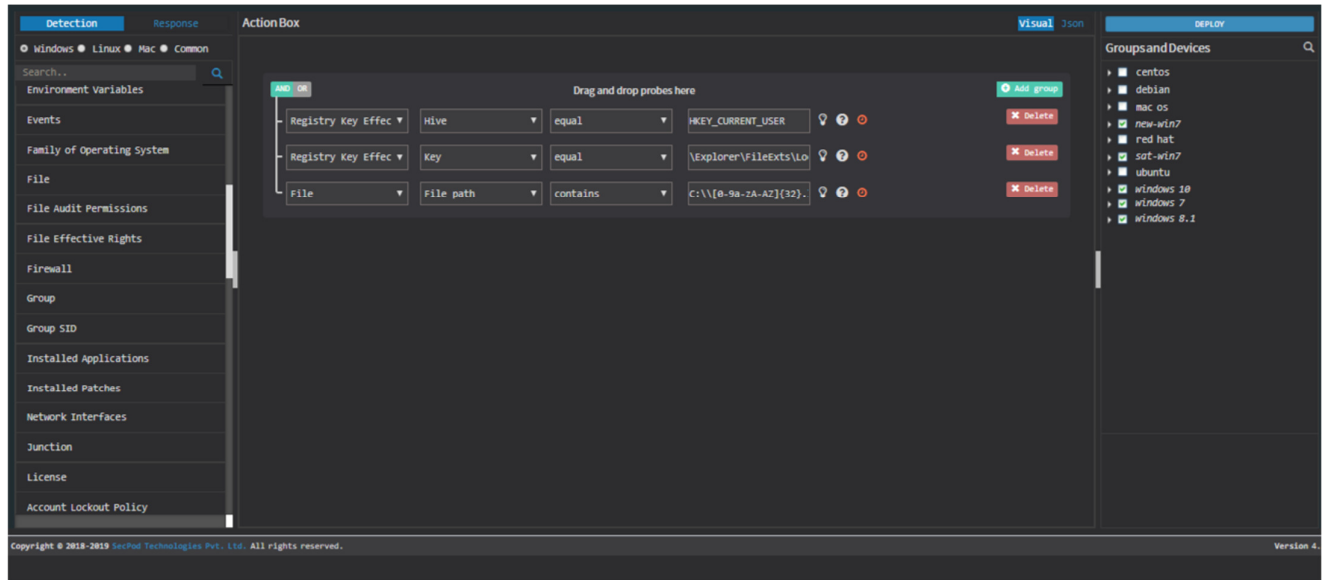 Detection Response
Windows Linux Mac Common
Search..
Environment Variables
Events
Family of Operating System
File
File Audit Permissions
File Effective Rights
Firewall
Group
Group SID
Installed Applications
Installed Patches
Network Interfaces
Junction
License
Account Lockout Policy
Action Box Visual Json
AND OR Drag and drop probes here Add group
Registry Key Effec Hive equal HKEY_CURRENT_USER Delete
Registry Key Effec Key equal \Explorer\FileExts\Lo Delete
File File path contains C:\\[0-9a-zA-AZ]{32}. Delete
DEPLOY
Groups and Devices
centos
debian
mac os
new-win7
red hat
sat-win7
ubuntu
windows 10
windows 7
windows 8.1
Copyright © 2018-2019 SecPod Technologies Pvt. Ltd. All rights reserved. Version 4.